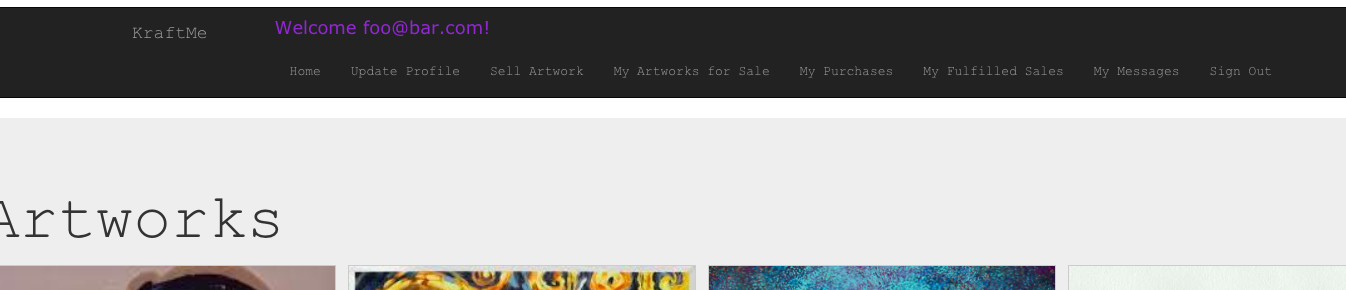 KraftMe
Welcome foo@bar.com!
Home Update Profile Sell Artwork My Artworks for Sale My Purchases My Fulfilled Sales My Messages Sign Out
Artworks